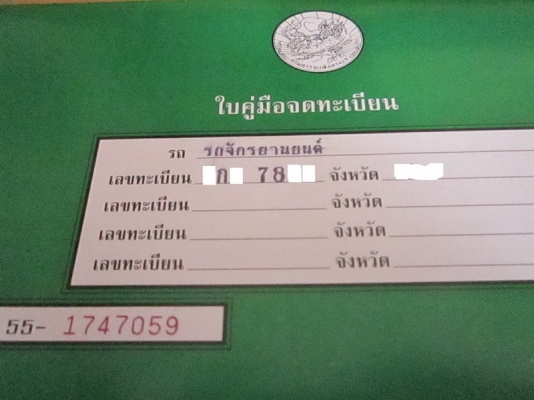 ใบคู่มือจดทะเบียน
รถ รถจักรยานยนต์
เลขทะเบียน ก 78 จังหวัด
เลขทะเบียน จังหวัด
เลขทะเบียน จังหวัด
เลขทะเบียน จังหวัด
55- 1747059